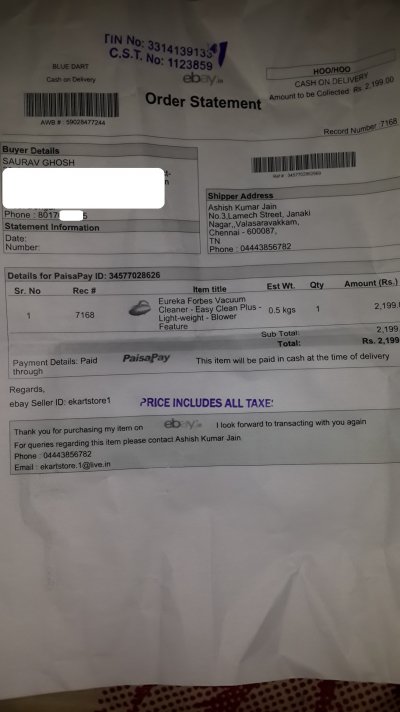 TIN No: 3314139133
C.S.T. No: 1123859
BLUE DART
Cash on Delivery
ebay.in
HOO/HOO
CASH ON DELIVERY
Amount to be Collected Rs 2,199.00
Order Statement
AWB # : 59028477244
Record Number 7168
Buyer Details
SAURAV GHOSH
Phone : 8017
5
Statement Information
Date:
Number:
Shipper Address
Ashish Kumar Jain
No.3,Lamech Street, Janaki
Nagar,,Valasaravakkam,
Chennai - 600087,
TN
Phone : 04443856782
Details for PaisaPay ID: 34577028626
Sr. No Rec # Item title Est Wt. Qty Amount (Rs.)
1 7168 Eureka Forbes Vacuum
Cleaner - Easy Clean Plus -
Light-weight - Blower
Feature 0.5 kgs 1 2,199.
Sub Total: 2,199
Total: Rs. 2,199
Payment Details: Paid
through
PaisaPay
This item will be paid in cash at the time of delivery
Regards,
ebay Seller ID: ekartstore1
PRICE INCLUDES ALL TAXES
Thank you for purchasing my item on ebay.in I look forward to transacting with you again
For queries regarding this item please contact Ashish Kumar Jain
Phone : 04443856782
Email : ekartstore.1@live.in